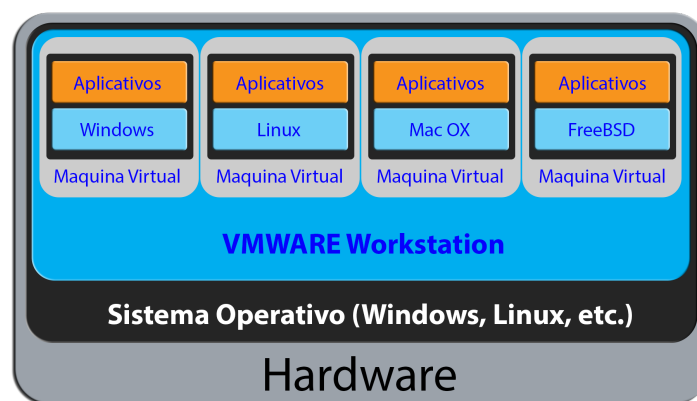 Aplicativos Aplicativos Aplicativos Aplicativos
Windows Linux Mac OX FreeBSD
Maquina Virtual Maquina Virtual Maquina Virtual Maquina Virtual
VMWARE Workstation
Sistema Operativo (Windows, Linux, etc.)
Hardware